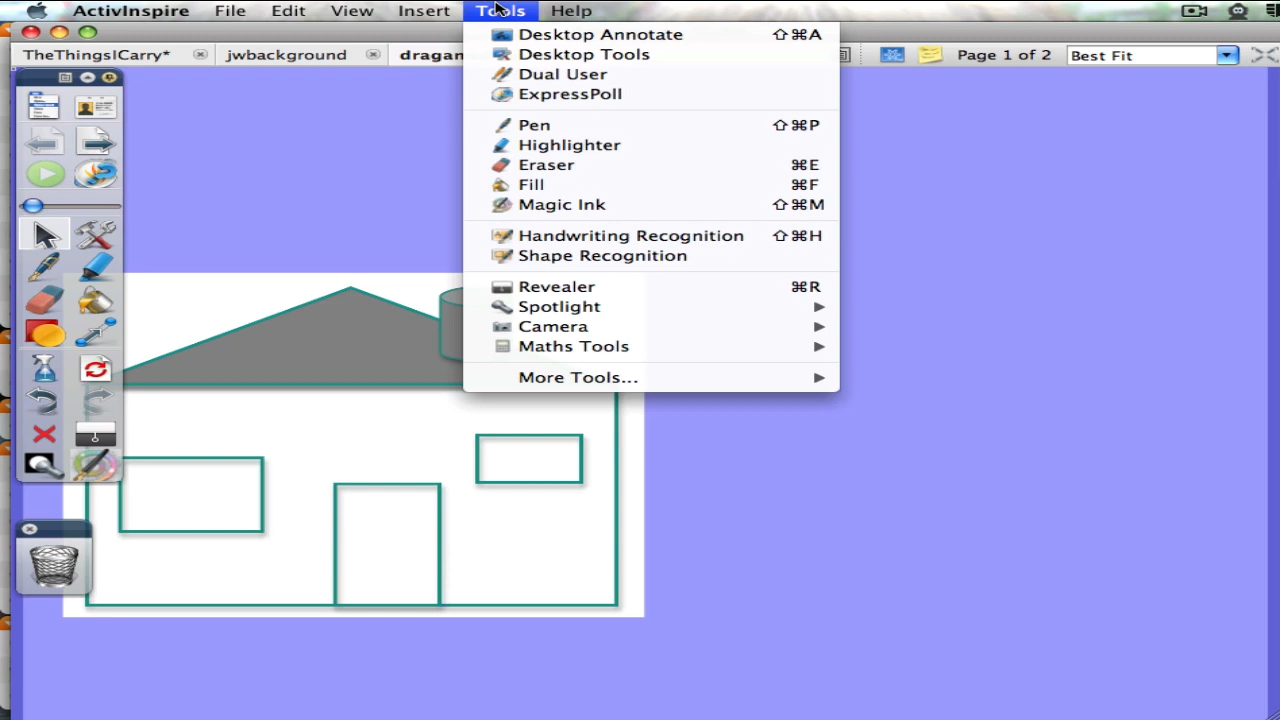 ActivInspire File Edit View Insert Tools Help
TheThingsICarry* jwbackground dragan Page 1 of 2 Best Fit
Desktop Annotate ⇧⌘A
Desktop Tools
Dual User
ExpressPoll
Pen ⇧⌘P
Highlighter
Eraser ⌘E
Fill ⌘F
Magic Ink ⇧⌘M
Handwriting Recognition ⇧⌘H
Shape Recognition
Revealer ⌘R
Spotlight
Camera
Maths Tools
More Tools...